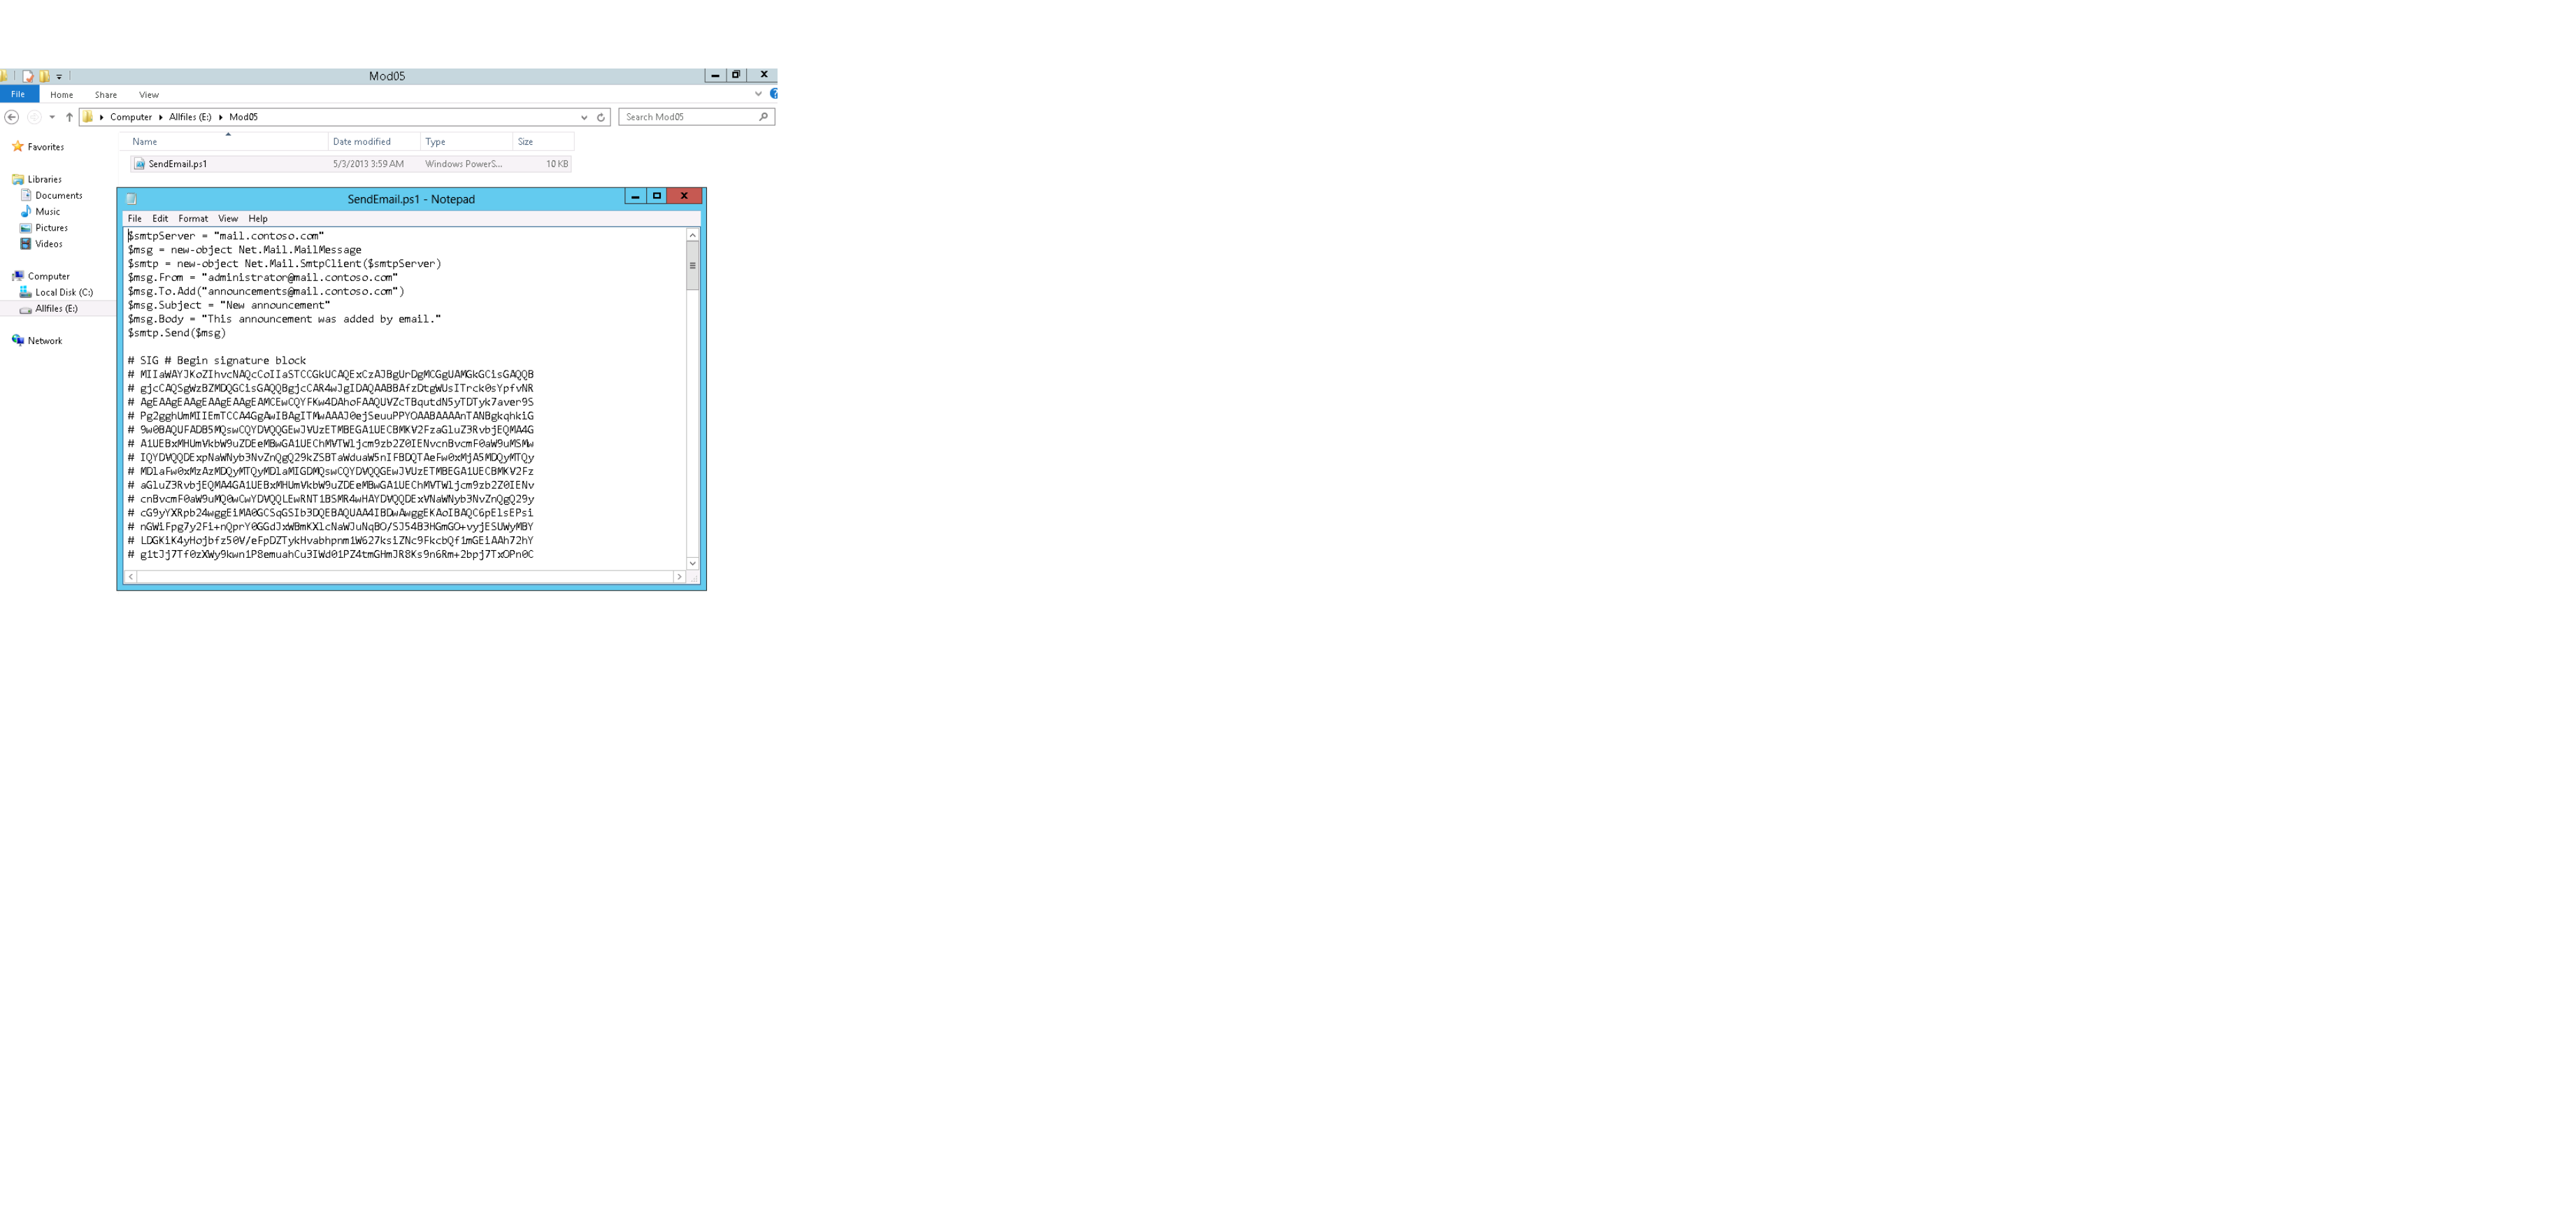 Mod05
File Home Share View
Computer Allfiles (E:) Mod05 Search Mod05
Name Date modified Type Size
SendEmail.ps1 5/3/2013 3:59 AM Windows PowerS... 10 KB
Favorites
Libraries
Documents
Music
Pictures
Videos
Computer
Local Disk (C:)
Allfiles (E:)
Network
SendEmail.ps1 - Notepad
File Edit Format View Help
$smtpServer = "mail.contoso.com"
$msg = new-object Net.Mail.MailMessage
$smtp = new-object Net.Mail.SmtpClient($smtpServer)
$msg.From = "administrator@mail.contoso.com"
$msg.To.Add("announcements@mail.contoso.com")
$msg.Subject = "New announcement"
$msg.Body = "This announcement was added by email."
$smtp.Send($msg)
# SIG # Begin signature block
# MIIaWAYJKoZIhvcNAQcCoIIaSTCCGkUCAQExCzAJBgUrDgMCGgUAMGkGCisGAQQB
# gjcCAQSgWzBZMDQGCisGAQQBgjcCAR4wJgIDAQAABBAfzDtgWUsITrck0sYpfvNR
# AgEAAgEAAgEAAgEAAgEAMCEwCQYFKw4DAhoFAAQUVZcTBqutdN5yTDTyk7aver9S
# Pg2gghUmMIIEmTCCA4GgAwIBAgITMwAAAJ0ejSeuuPPYOAABAAAAnTANBgkqhkiG
# 9w0BAQUFADB5MQswCQYDVQQGEwJVUzETMBEGA1UECBMKV2FzaGluZ3RvbjEQMA4G
# A1UEBxMHUmVkbW9uZDEeMBwGA1UEChMVTWljcm9zb2Z0IENvcnBvcmF0aW9uMSMw
# IQYDVQQDExpNaWNyb3NvZnQgQ29kZSBTaWduaW5nIFBDQTAeFw0xMjA5MDQyMTQy
# MDlaFw0xMzAzMDQyMTQyMDlaMIGDMQswCQYDVQQGEwJVUzETMBEGA1UECBMKV2Fz
# aGluZ3RvbjEQMA4GA1UEBxMHUmVkbW9uZDEeMBwGA1UEChMVTWljcm9zb2Z0IENv
# cnBvcmF0aW9uMQ0wCwYDVQQLEwRNT1BSMR4wHAYDVQQDExVNaWNyb3NvZnQgQ29y
# cG9yYXRpb24wggEiMA0GCSqGSIb3DQEBAQUAA4IBDwAwggEKAoIBAQC6pElsEPsi
# nGWiFpg7y2Fi+nQprY0GGdJxWBmKXlcNaWJuNqBO/SJ54B3HGmGO+vyjESUWyMBY
# LDGKiK4yHojbfz50V/eFpDZTykHvabhpnm1W627ksiZNc9FkcbQf1mGEiAAh72hY
# g1tJj7Tf0zXWy9kwn1P8emuahCu3IWd01PZ4tmGHmJR8Ks9n6Rm+2bpj7TxOPn0C